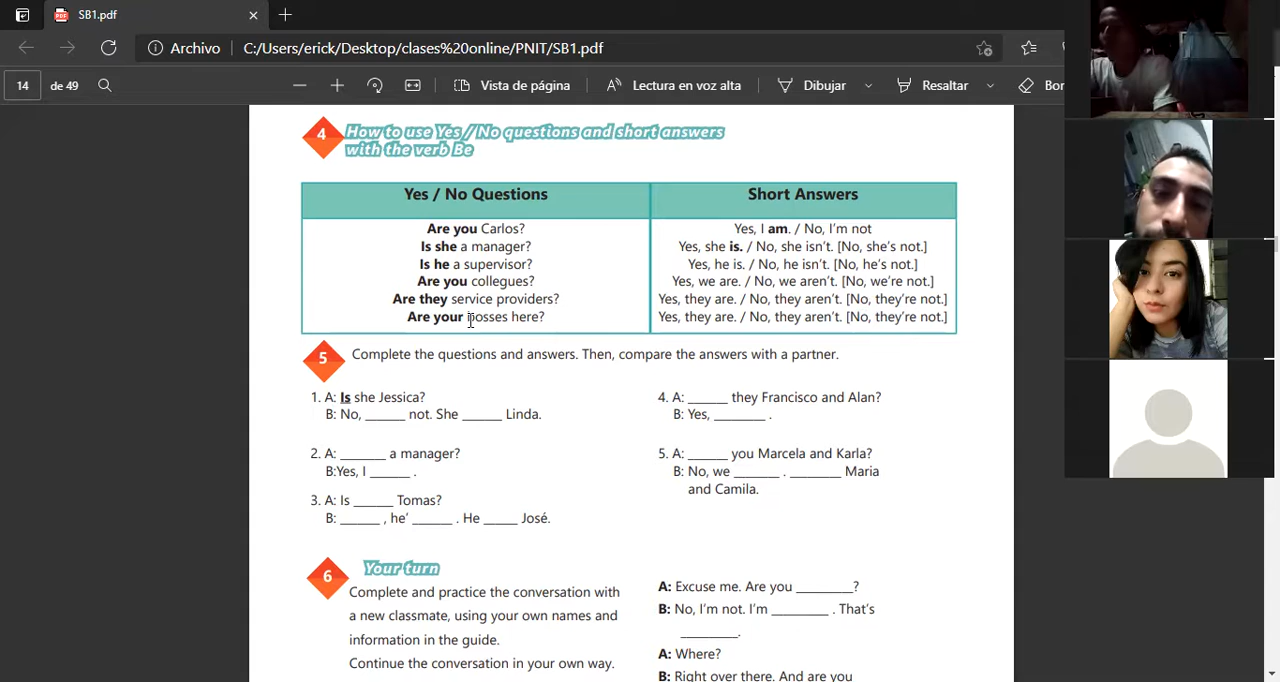 SB1.pdf
Archivo
C:/Users/erick/Desktop/clases%20online/PNIT/SB1.pdf
14
de 49
Vista de página
Lectura en voz alta
Dibujar
Resaltar
Bor
4
How to use Yes / No questions and short answers
with the verb Be
Yes / No Questions
Short Answers
Are you Carlos?
Yes, I am. / No, I'm not
Is she a manager?
Yes, she is. / No, she isn't. [No, she's not.]
Is he a supervisor?
Yes, he is. / No, he isn't. [No, he's not.]
Are you collegues?
Yes, we are. / No, we aren't. [No, we're not.]
Are they service providers?
Yes, they are. / No, they aren't. [No, they're not.]
Are your bosses here?
Yes, they are. / No, they aren't. [No, they're not.]
5
Complete the questions and answers. Then, compare the answers with a partner.
1. A: Is she Jessica?
B: No, ______ not. She ______ Linda.
2. A: _______ a manager?
B:Yes, I ______ .
3. A: Is ______ Tomas?
B: ______ , he' ______ . He _____ José.
4. A: ______ they Francisco and Alan?
B: Yes, ________ .
5. A: ______ you Marcela and Karla?
B: No, we _______ . ________ Maria
and Camila.
6
Your turn
Complete and practice the conversation with
a new classmate, using your own names and
information in the guide.
Continue the conversation in your own way.
A: Excuse me. Are you _________?
B: No, I'm not. I'm _________ . That's
_________.
A: Where?
B: Right over there. And are you